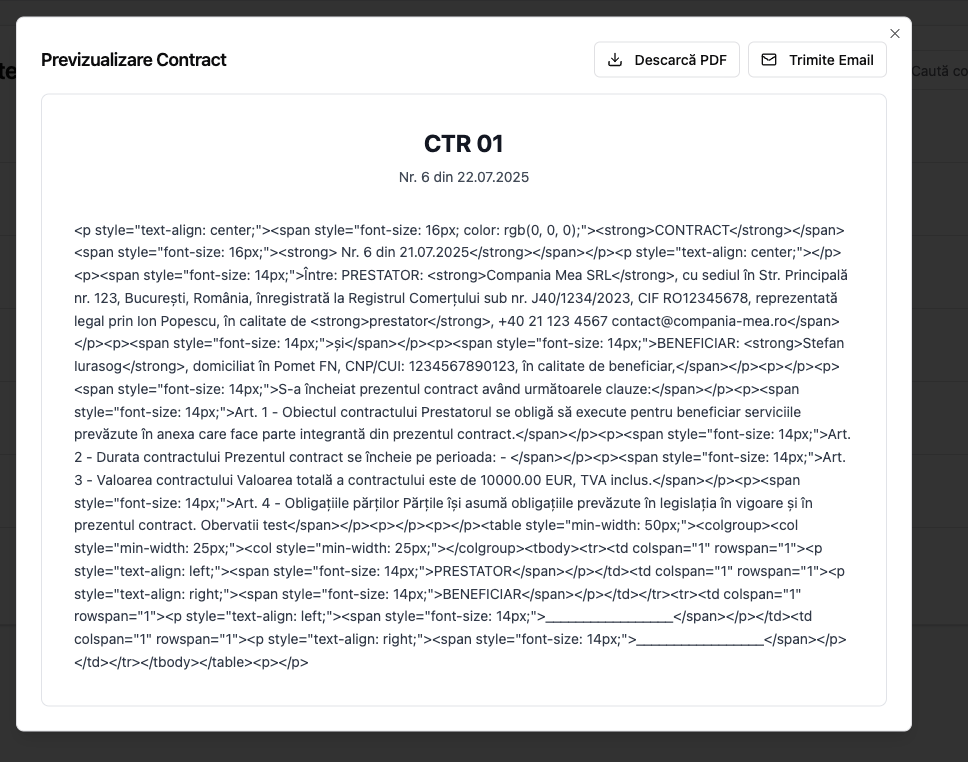 Previzualizare Contract
Descarcă PDF
Trimite Email
te
Caută co
CTR 01
Nr. 6 din 22.07.2025
<p style="text-align: center;"><span style="font-size: 16px; color: rgb(0, 0, 0);"><strong>CONTRACT</strong></span>
<span style="font-size: 16px;"><strong> Nr. 6 din 21.07.2025</strong></span></p><p style="text-align: center;"></p>
<p><span style="font-size: 14px;">Între: PRESTATOR: <strong>Compania Mea SRL</strong>, cu sediul în Str. Principală
nr. 123, București, România, înregistrată la Registrul Comerțului sub nr. J40/1234/2023, CIF RO12345678, reprezentată
legal prin Ion Popescu, în calitate de <strong>prestator</strong>, +40 21 123 4567 contact@compania-mea.ro</span>
</p><p><span style="font-size: 14px;">și</span></p><p><span style="font-size: 14px;">BENEFICIAR: <strong>Stefan
Iurasog</strong>, domiciliat în Pomet FN, CNP/CUI: 1234567890123, în calitate de beneficiar,</span></p><p></p><p>
<span style="font-size: 14px;">S-a încheiat prezentul contract având următoarele clauze:</span></p><p><span
style="font-size: 14px;">Art. 1 - Obiectul contractului Prestatorul se obligă să execute pentru beneficiar serviciile
prevăzute în anexa care face parte integrantă din prezentul contract.</span></p><p><span style="font-size: 14px;">Art.
2 - Durata contractului Prezentul contract se încheie pe perioada: - </span></p><p><span style="font-size: 14px;">Art.
3 - Valoarea contractului Valoarea totală a contractului este de 10000.00 EUR, TVA inclus.</span></p><p><span
style="font-size: 14px;">Art. 4 - Obligațiile părților Părțile își asumă obligațiile prevăzute în legislația în vigoare și în
prezentul contract. Obervatii test</span></p><p></p><p></p><table style="min-width: 50px;"><colgroup><col
style="min-width: 25px;"><col style="min-width: 25px;"></colgroup><tbody><tr><td colspan="1" rowspan="1"><p
style="text-align: left;"><span style="font-size: 14px;">PRESTATOR</span></p></td><td colspan="1" rowspan="1"><p
style="text-align: right;"><span style="font-size: 14px;">BENEFICIAR</span></p></td></tr><tr><td colspan="1"
rowspan="1"><p style="text-align: left;"><span style="font-size: 14px;">__________________</span></p></td><td
colspan="1" rowspan="1"><p style="text-align: right;"><span style="font-size: 14px;">__________________</span></p>
</td></tr></tbody></table><p></p>